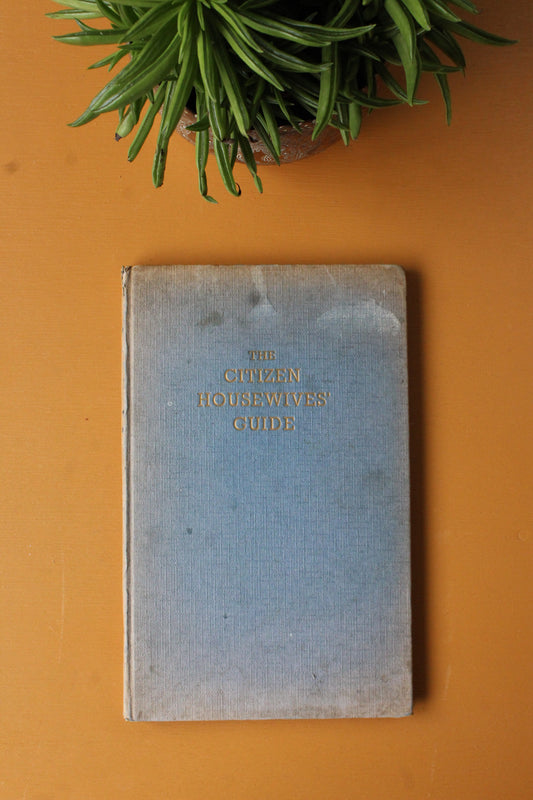 THE
CITIZEN
HOUSEWIVES'
GUIDE